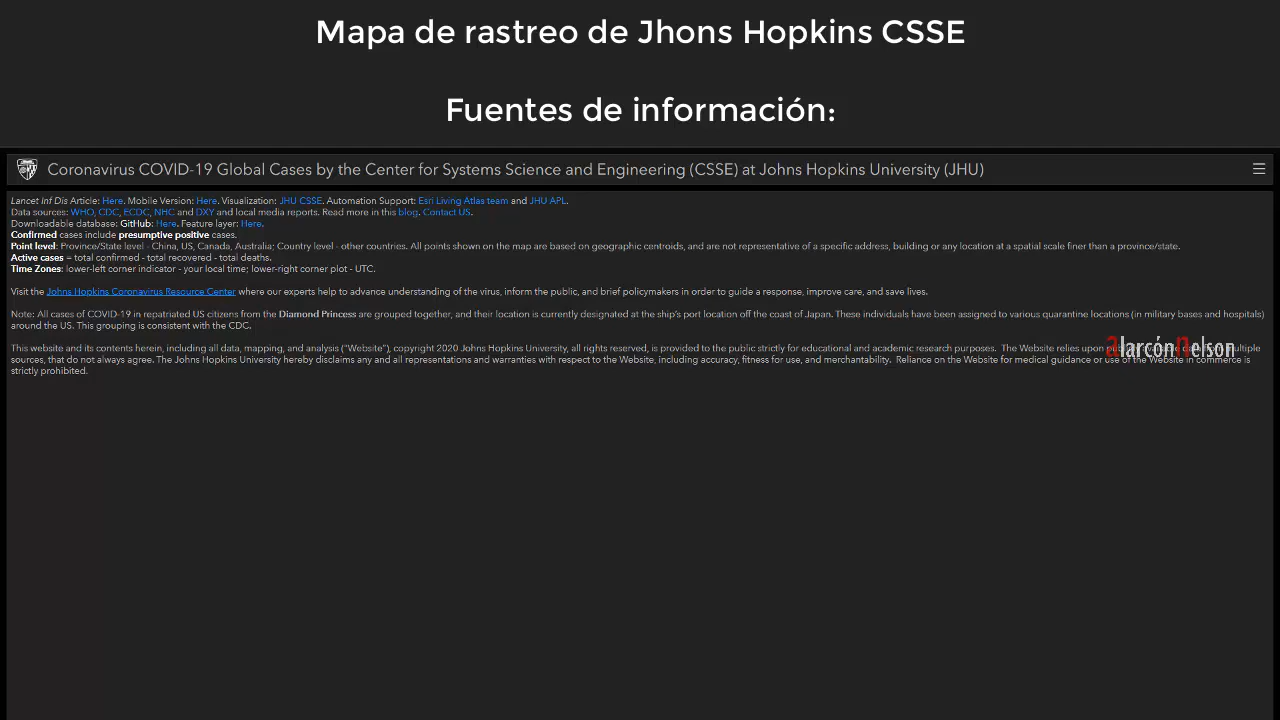 Mapa de rastreo de Jhons Hopkins CSSE
Fuentes de información:
Coronavirus COVID-19 Global Cases by the Center for Systems Science and Engineering (CSSE) at Johns Hopkins University (JHU)
Lancet Inf Dis Article: Here. Mobile Version: Here. Visualization: JHU CSSE. Automation Support: Esri Living Atlas team and JHU APL.
Data sources: WHO, CDC, ECDC, NHC and DXY and local media reports. Read more in this blog. Contact US.
Downloadable database: GitHub: Here. Feature layer: Here.
Confirmed cases include presumptive positive cases.
Point level: Province/State level - China, US, Canada, Australia; Country level - other countries. All points shown on the map are based on geographic centroids, and are not representative of a specific address, building or any location at a spatial scale finer than a province/state.
Active cases = total confirmed - total recovered - total deaths.
Time Zones: lower-left corner indicator - your local time; lower-right corner plot - UTC.
Visit the Johns Hopkins Coronavirus Resource Center where our experts help to advance understanding of the virus, inform the public, and brief policymakers in order to guide a response, improve care, and save lives.
Note: All cases of COVID-19 in repatriated US citizens from the Diamond Princess are grouped together, and their location is currently designated at the ship's port location off the coast of Japan. These individuals have been assigned to various quarantine locations (in military bases and hospitals)
around the US. This grouping is consistent with the CDC.
This website and its contents herein, including all data, mapping, and analysis ("Website"), copyright 2020 Johns Hopkins University, all rights reserved, is provided to the public strictly for educational and academic research purposes. The Website relies upon multiple
sources, that do not always agree. The Johns Hopkins University hereby disclaims any and all representations and warranties with respect to the Website, including accuracy, fitness for use, and merchantability. Reliance on the Website for medical guidance or use of the Website in commerce is
strictly prohibited.
alarcónnelson